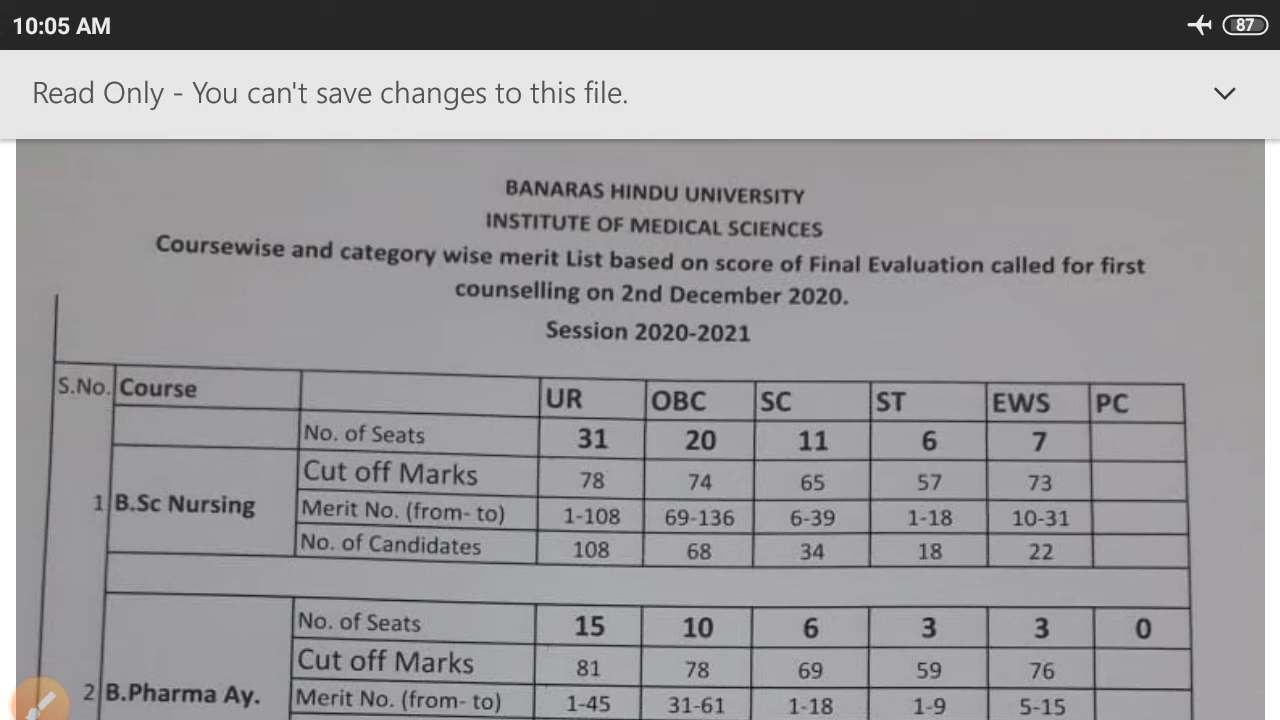 10:05 AM 87
Read Only - You can't save changes to this file.
BANARAS HINDU UNIVERSITY
INSTITUTE OF MEDICAL SCIENCES
Coursewise and category wise merit List based on score of Final Evaluation called for first
counselling on 2nd December 2020.
Session 2020-2021
S.No. Course UR OBC SC ST EWS PC
No. of Seats 31 20 11 6 7
Cut off Marks 78 74 65 57 73
1 B.Sc Nursing Merit No. (from- to) 1-108 69-136 6-39 1-18 10-31
No. of Candidates 108 68 34 18 22
No. of Seats 15 10 6 3 3 0
Cut off Marks 81 78 69 59 76
2 B.Pharma Ay. Merit No. (from- to) 1-45 31-61 1-18 1-9 5-15